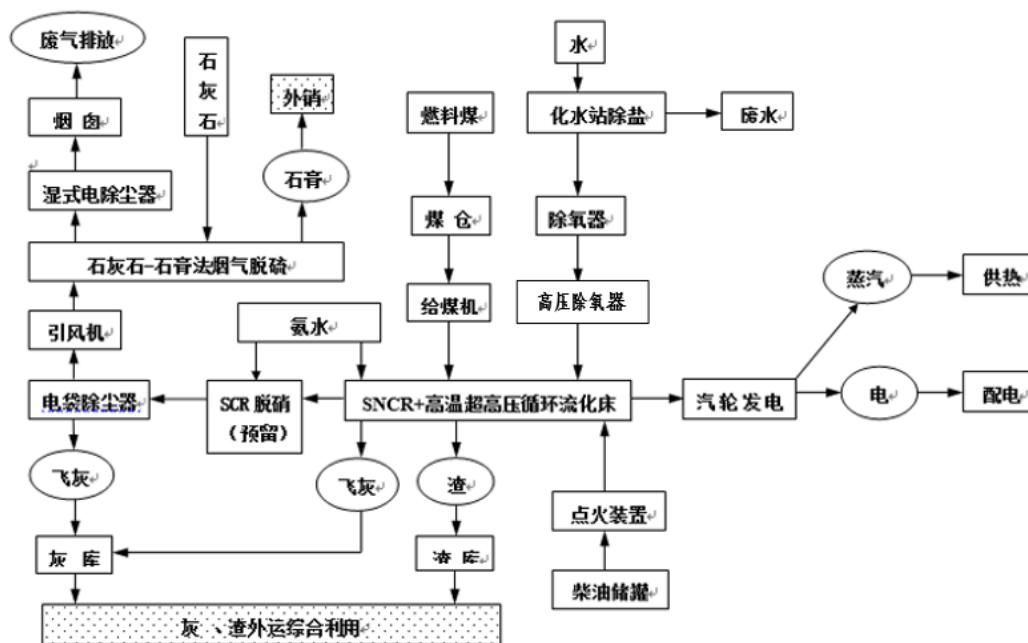 废气排放
石灰石
水
外销
烟 卤
燃料煤
化水站除盐
废水
石膏
湿式电除尘器
煤 仓
除氧器
石灰石-石膏法烟气脱硫
蒸汽
供热
给煤机
高压除氧器
引风机
氨水
电袋除尘器
SCR 脱硝
（预留）
SNCR+高温超高压循环流化床
汽轮发电
电
配电
飞灰
飞灰
渣
点火装置
灰 库
渣 库
柴油储罐
灰 、渣外运综合利用